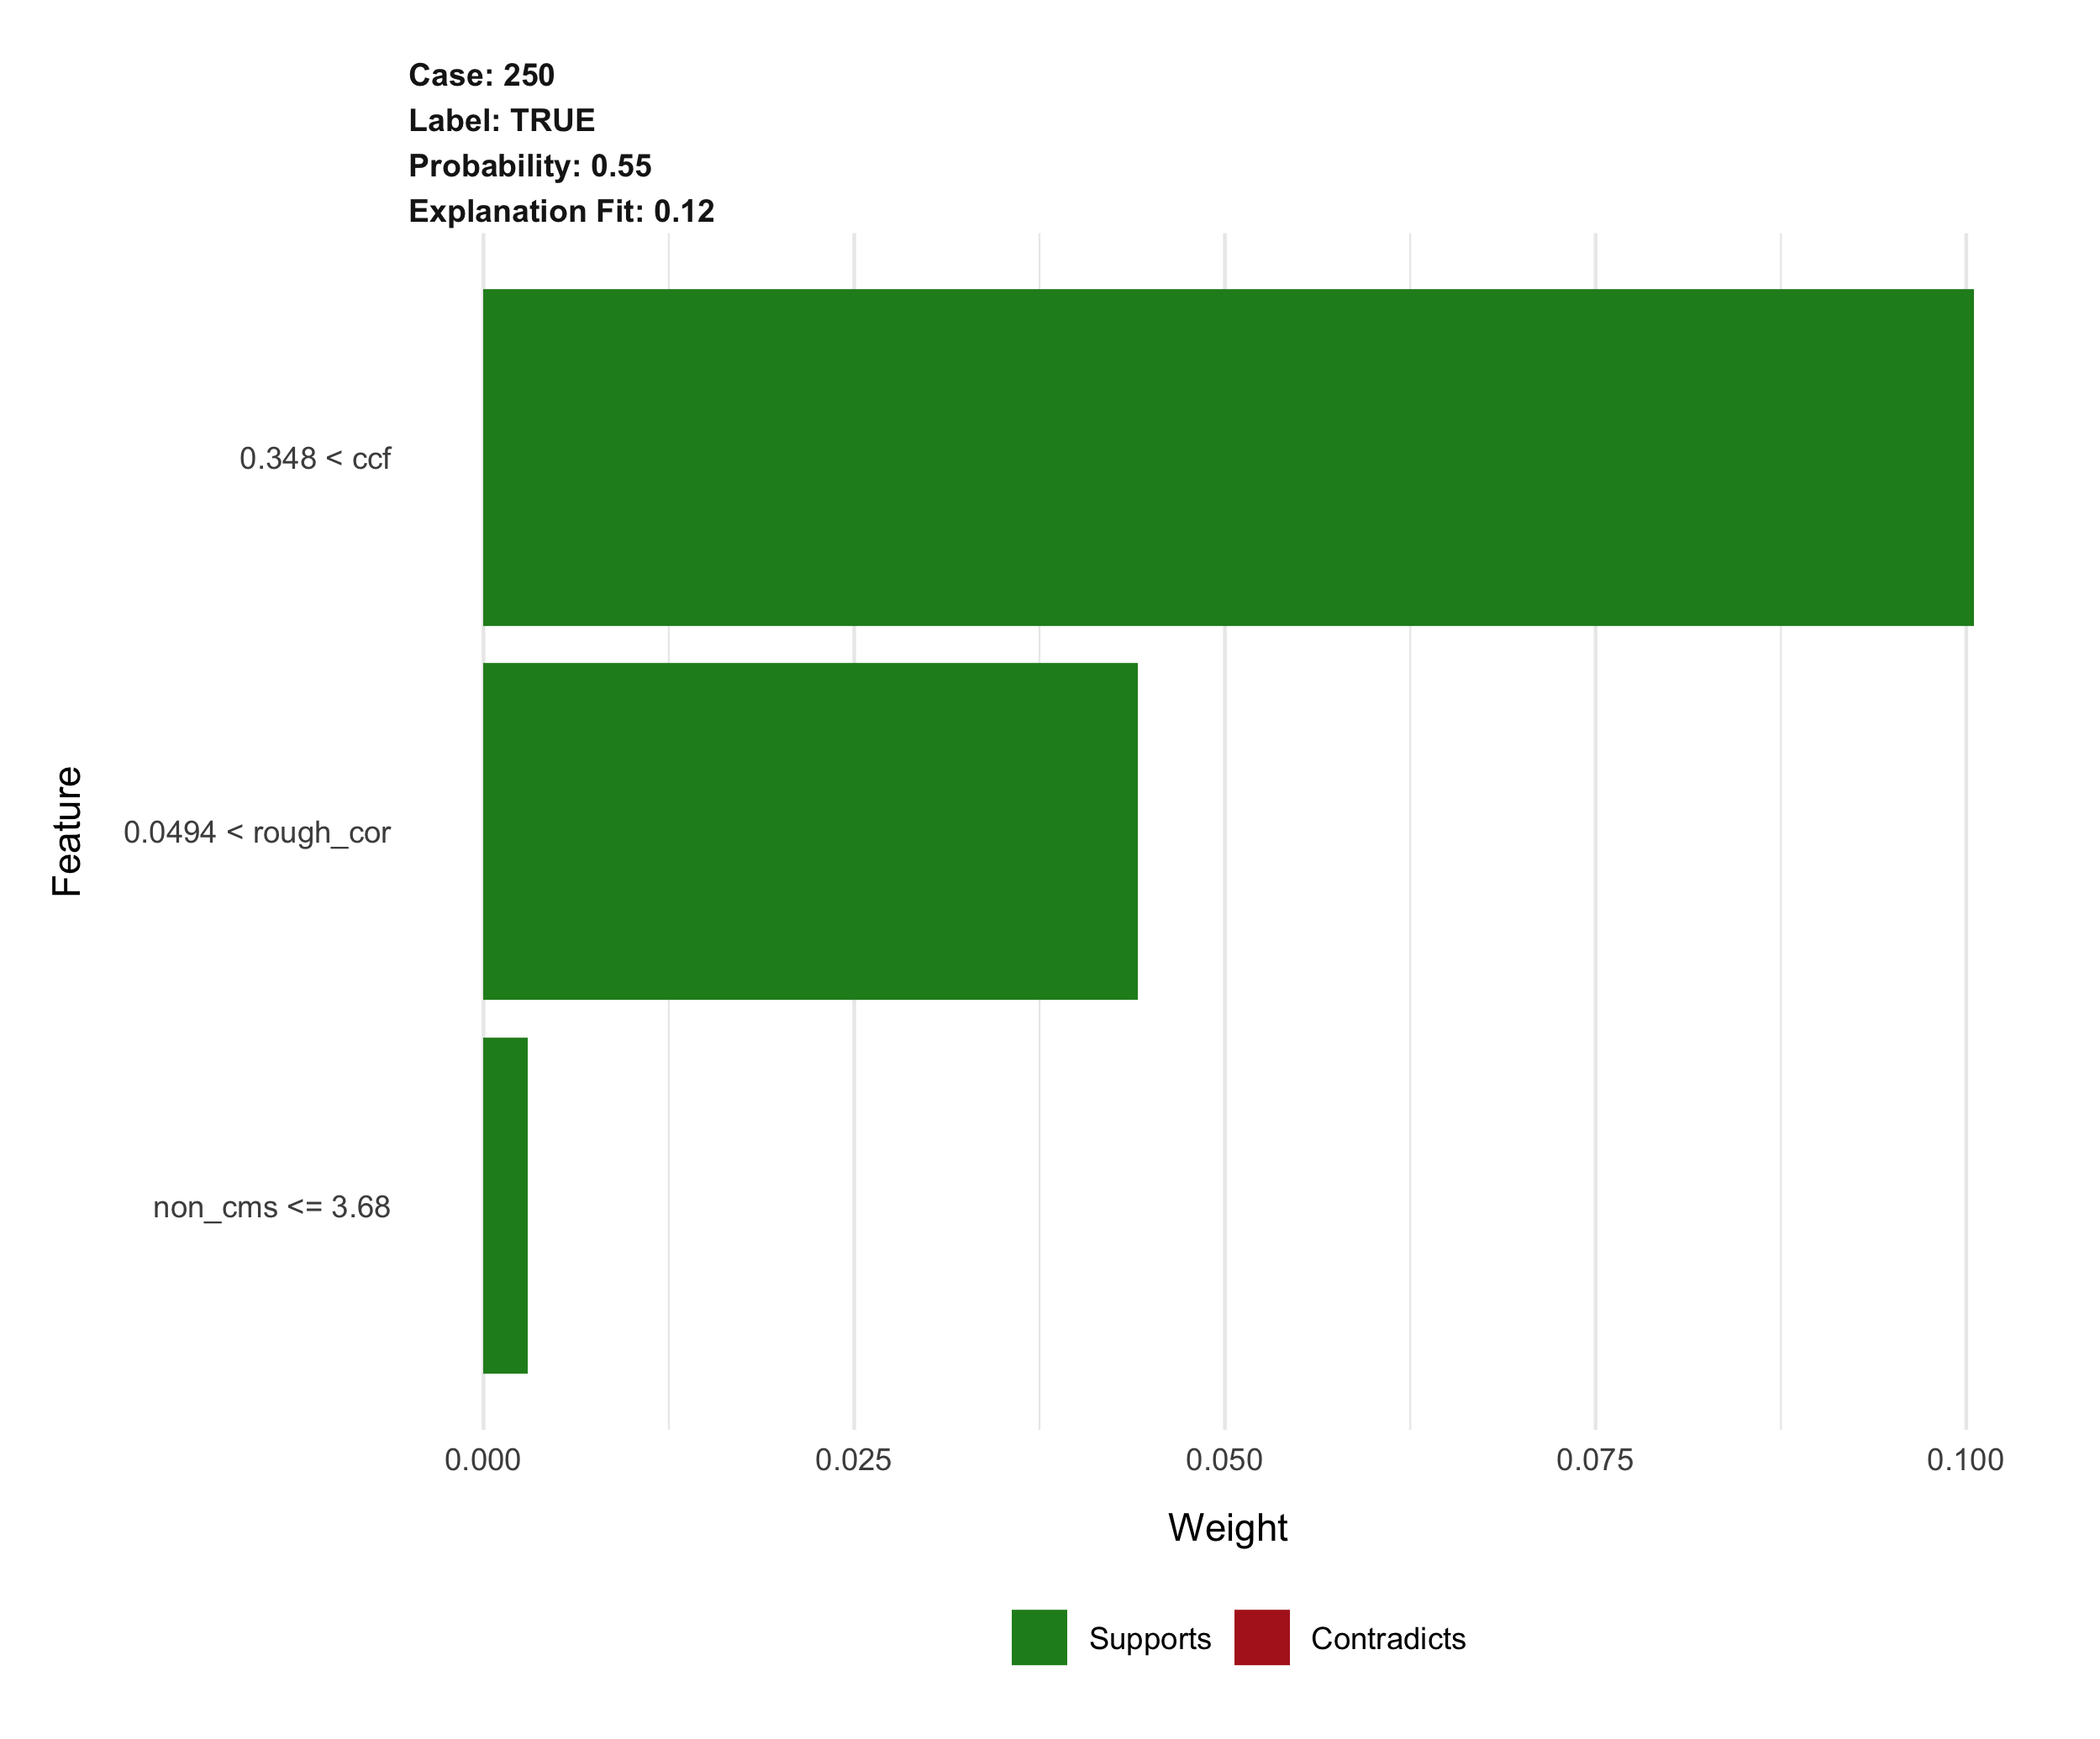 Case: 250
Label: TRUE
Probability: 0.55
Explanation Fit: 0.12
0.348 < ccf
0.0494 < rough_cor
non_cms <= 3.68
Feature
0.000 0.025 0.050 0.075 0.100
Weight
Supports Contradicts